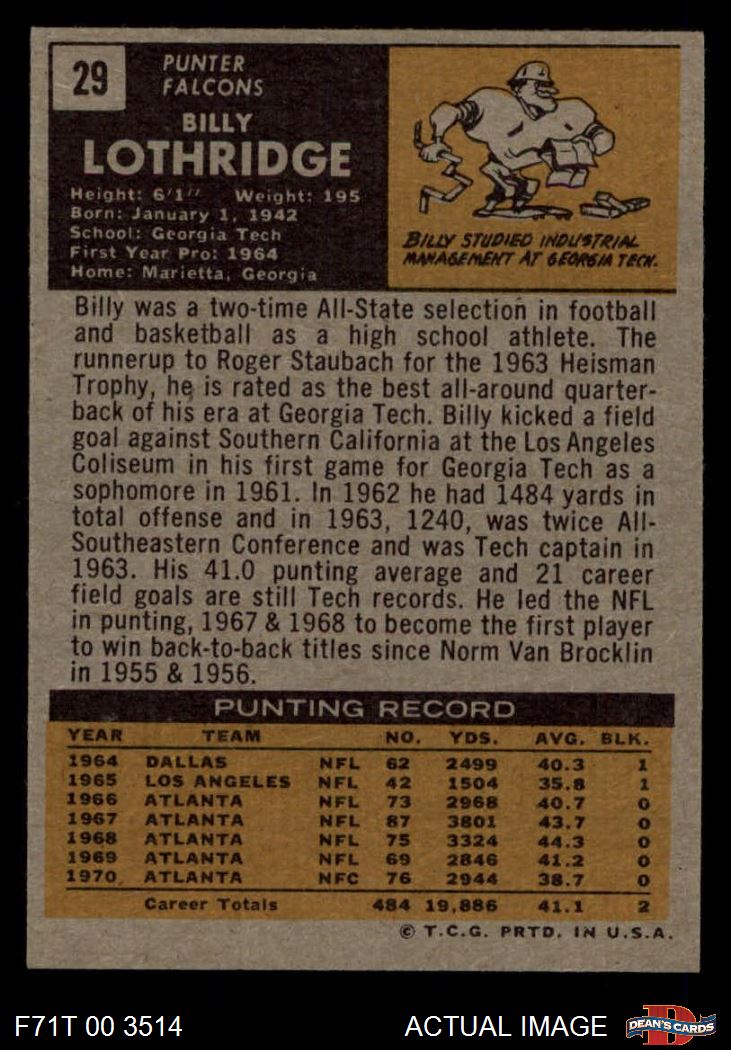 29
PUNTER
FALCONS
BILLY
LOTHRIDGE
Height: 6'1" Weight: 195
Born: January 1, 1942
School: Georgia Tech
First Year Pro: 1964
Home: Marietta, Georgia
BILLY STUDIED INDUSTRIAL
MANAGEMENT AT GEORGIA TECH.
Billy was a two-time All-State selection in football
and basketball as a high school athlete. The
runnerup to Roger Staubach for the 1963 Heisman
Trophy, he is rated as the best all-around quarter-
back of his era at Georgia Tech. Billy kicked a field
goal against Southern California at the Los Angeles
Coliseum in his first game for Georgia Tech as a
sophomore in 1961. In 1962 he had 1484 yards in
total offense and in 1963, 1240, was twice All-
Southeastern Conference and was Tech captain in
1963. His 41.0 punting average and 21 career
field goals are still Tech records. He led the NFL
in punting, 1967 & 1968 to become the first player
to win back-to-back titles since Norm Van Brocklin
in 1955 & 1956.
PUNTING RECORD
YEAR TEAM NO. YDS. AVG. BLK.
1964 DALLAS NFL 62 2499 40.3 1
1965 LOS ANGELES NFL 42 1504 35.8 1
1966 ATLANTA NFL 73 2968 40.7 0
1967 ATLANTA NFL 87 3801 43.7 0
1968 ATLANTA NFL 75 3324 44.3 0
1969 ATLANTA NFL 69 2846 41.2 0
1970 ATLANTA NFC 76 2944 38.7 0
Career Totals 484 19,886 41.1 2
© T.C.G. PRTD. IN U.S.A.
F71T 00 3514 ACTUAL IMAGE
D
DEAN'S CARDS